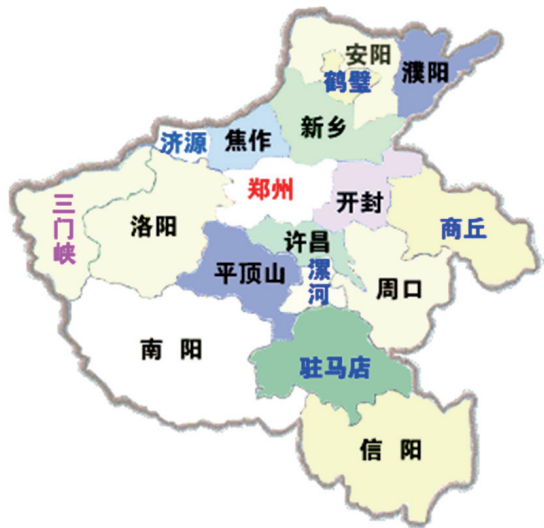 安阳
鹤壁
濮阳
新乡
济源
焦作
郑州
开封
三门峡
洛阳
商丘
许昌
平顶山
漯河
周口
南 阳
驻马店
信 阳